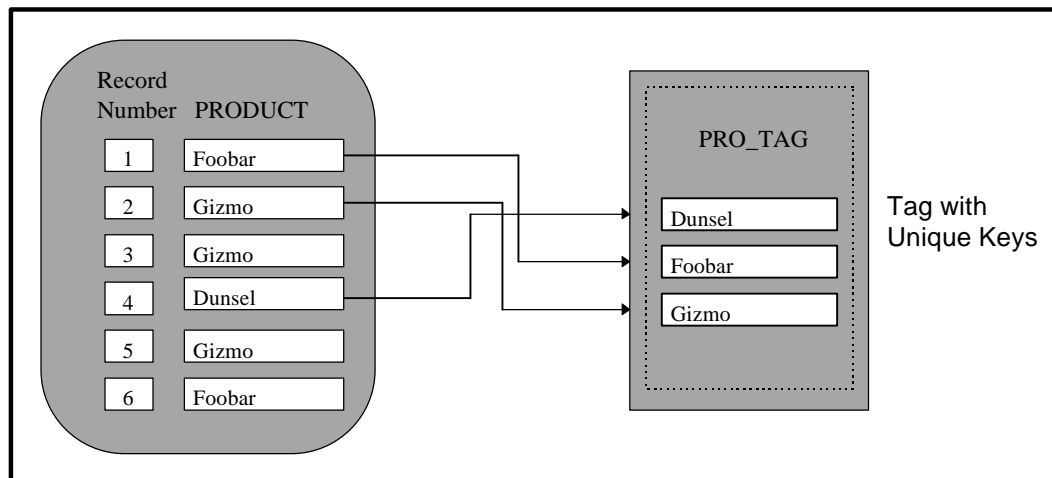 Record
Number PRODUCT
1 Foobar
2 Gizmo
3 Gizmo
4 Dunsel
5 Gizmo
6 Foobar
PRO_TAG
Dunsel
Foobar
Gizmo
Tag with
Unique Keys